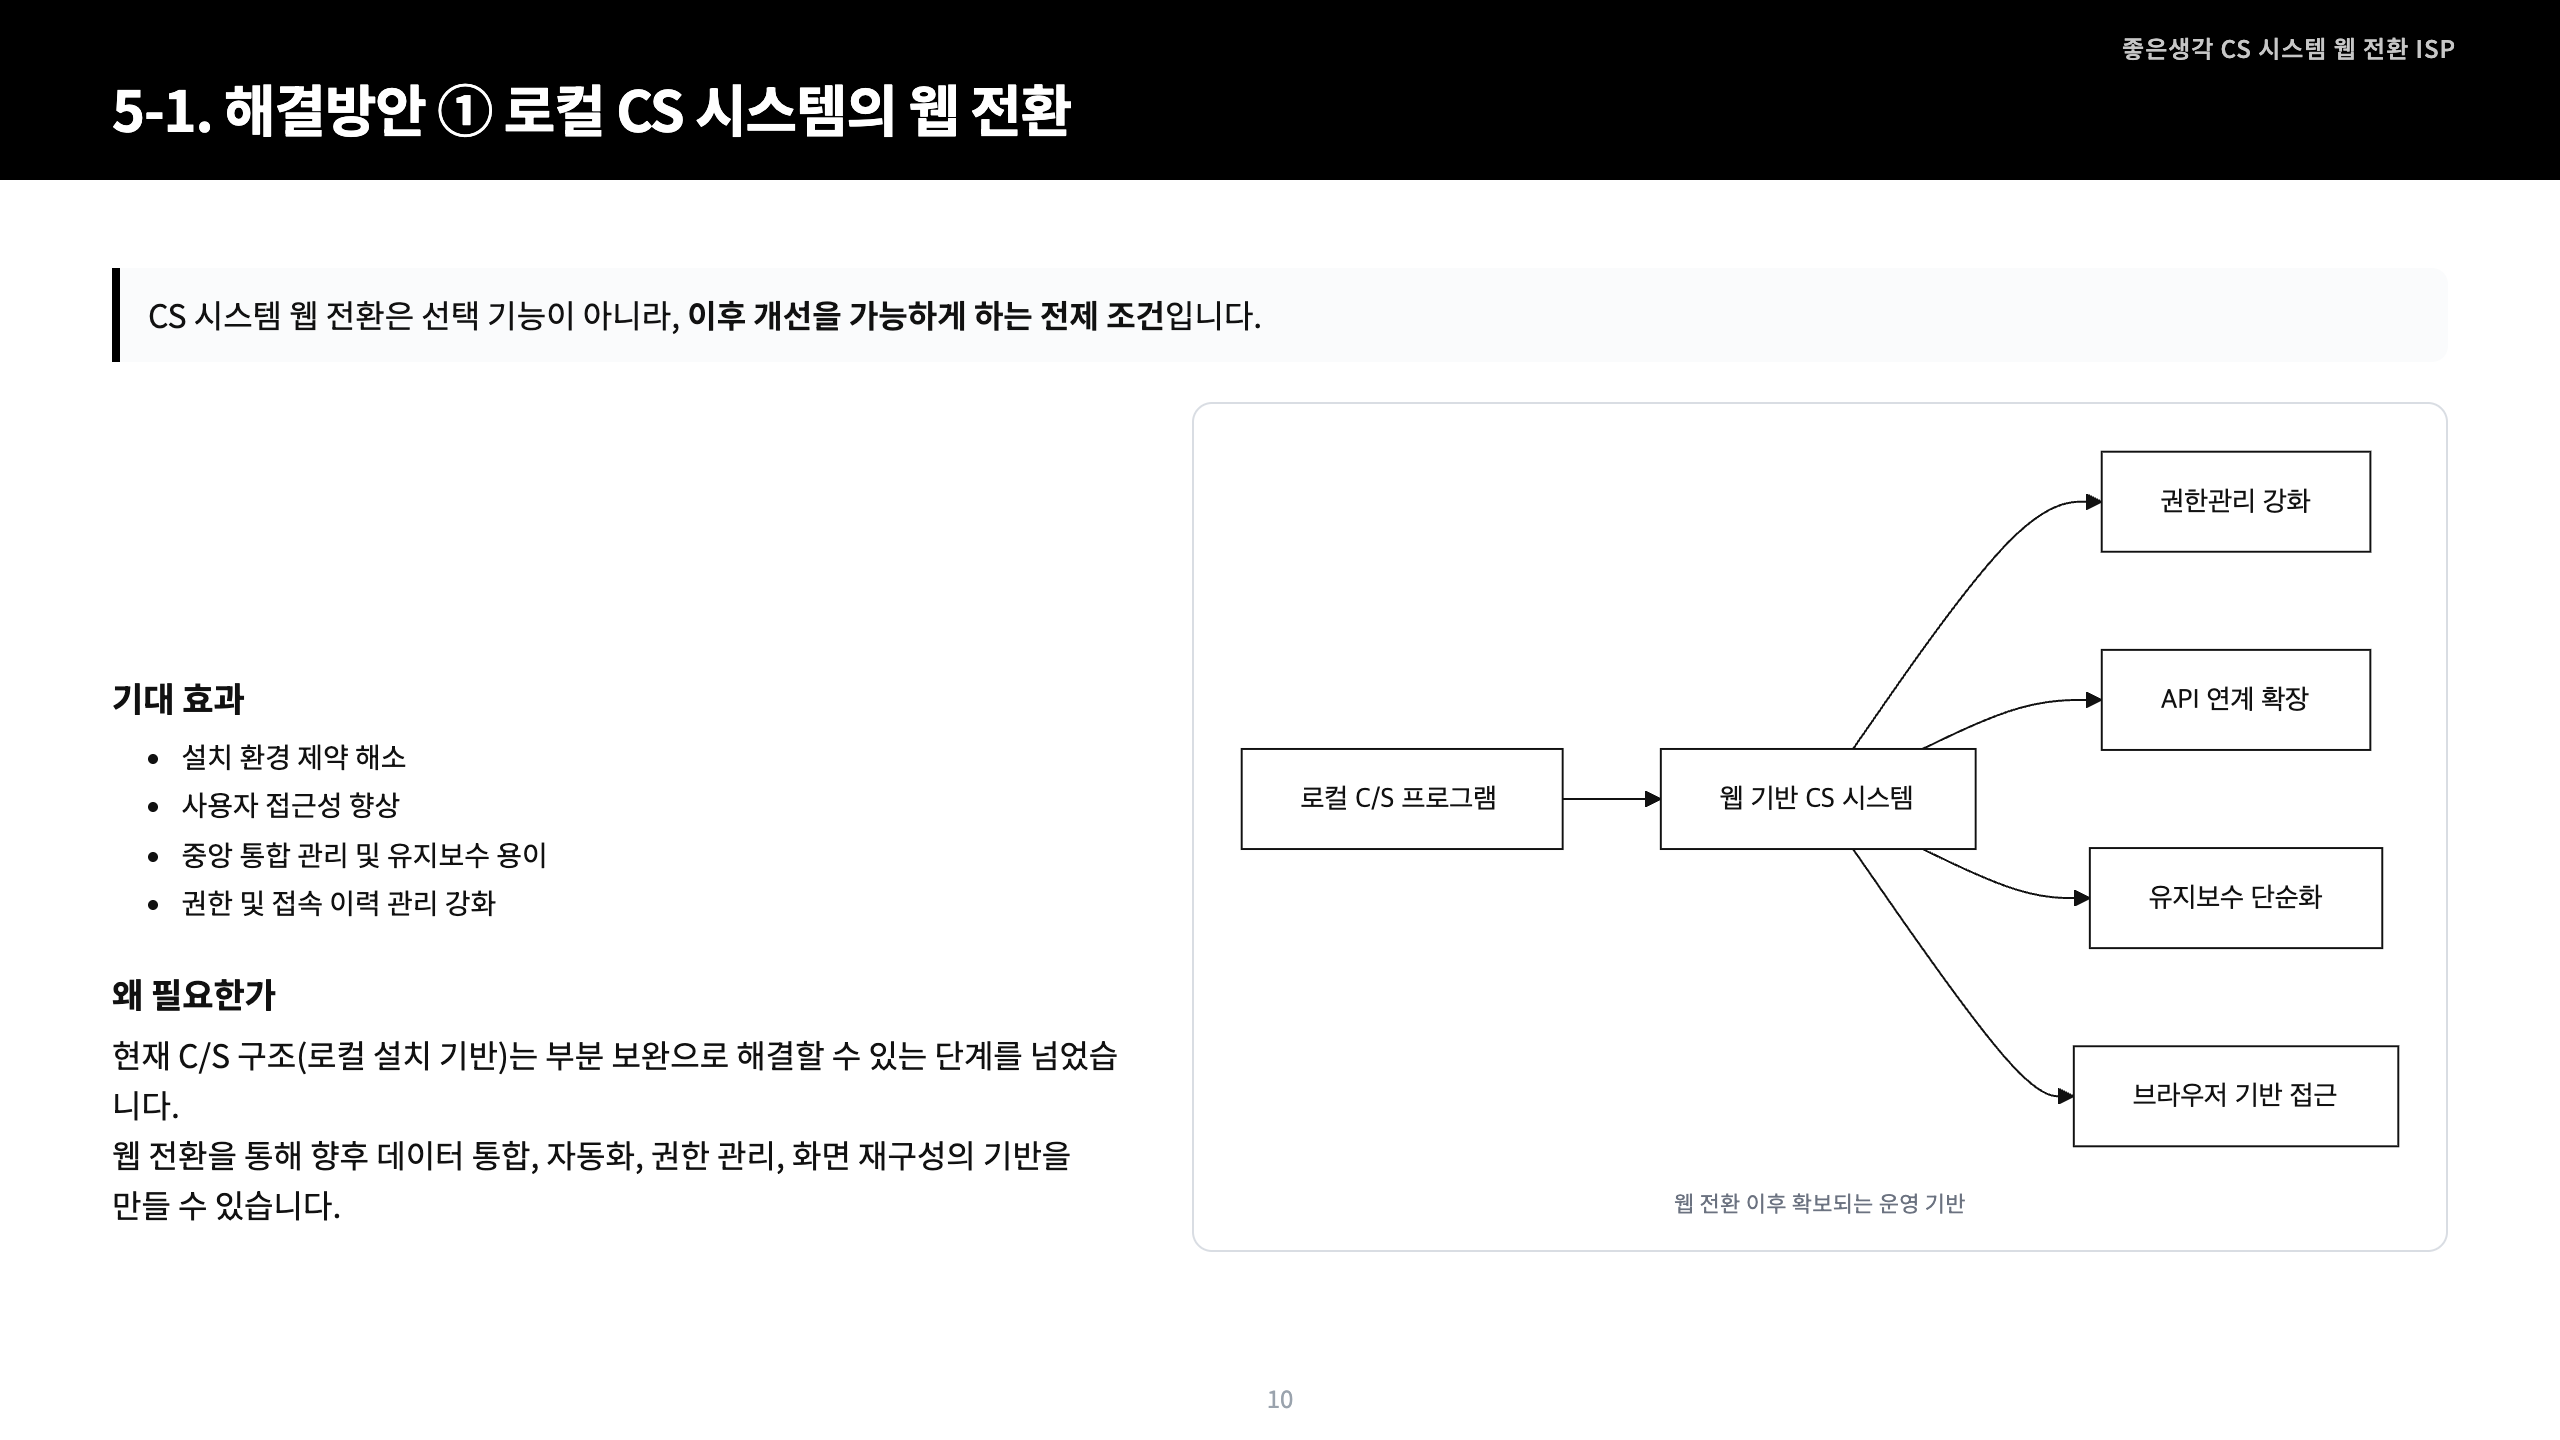 좋은생각 CS 시스템 웹 전환 ISP
5-1. 해결방안 ① 로컬 CS 시스템의 웹 전환
CS 시스템 웹 전환은 선택 기능이 아니라, 이후 개선을 가능하게 하는 전제 조건입니다.
기대 효과
• 설치 환경 제약 해소
• 사용자 접근성 향상
• 중앙 통합 관리 및 유지보수 용이
• 권한 및 접속 이력 관리 강화
왜 필요한가
현재 C/S 구조(로컬 설치 기반)는 부분 보완으로 해결할 수 있는 단계를 넘었습
니다.
웹 전환을 통해 향후 데이터 통합, 자동화, 권한 관리, 화면 재구성의 기반을
만들 수 있습니다.
로컬 C/S 프로그램
웹 기반 CS 시스템
권한관리 강화
API 연계 확장
유지보수 단순화
브라우저 기반 접근
웹 전환 이후 확보되는 운영 기반
10